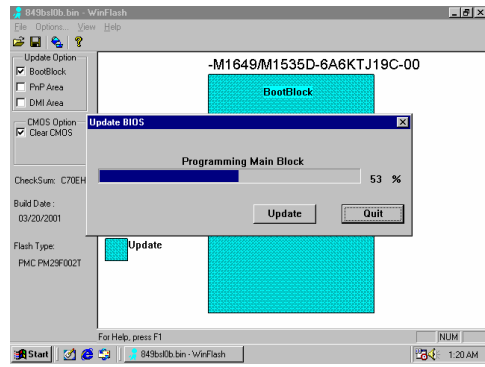 849bsl0b.bin - WinFlash
File Options... View Help
Update Option
BootBlock
PnP Area
DMI Area
CMOS Option
Clear CMOS
CheckSum: C70EH
Build Date :
03/20/2001
Flash Type:
PMC PM29F002T
-M1649/M1535D-6A6KTJ19C-00
BootBlock
Update BIOS
Programming Main Block
53 %
Update
Quit
Update
For Help, press F1
NUM
Start
849bsl0b.bin - WinFlash
1:20 AM